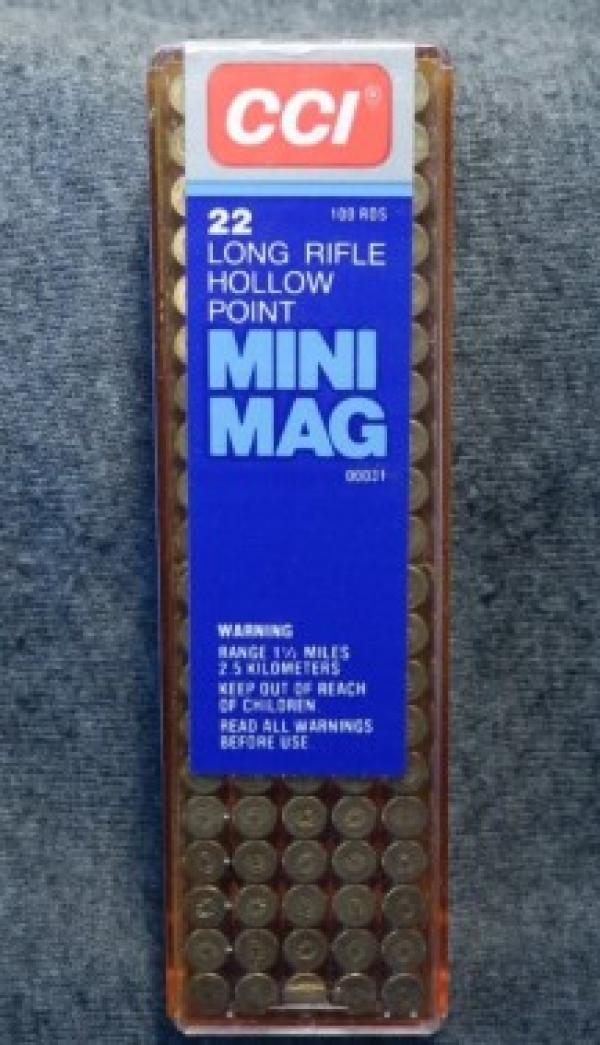 CCI®
22 100 RDS
LONG RIFLE
HOLLOW
POINT
MINI
MAG
00031
WARNING
RANGE 1½ MILES
2.5 KILOMETERS
KEEP OUT OF REACH
OF CHILDREN.
READ ALL WARNINGS
BEFORE USE.